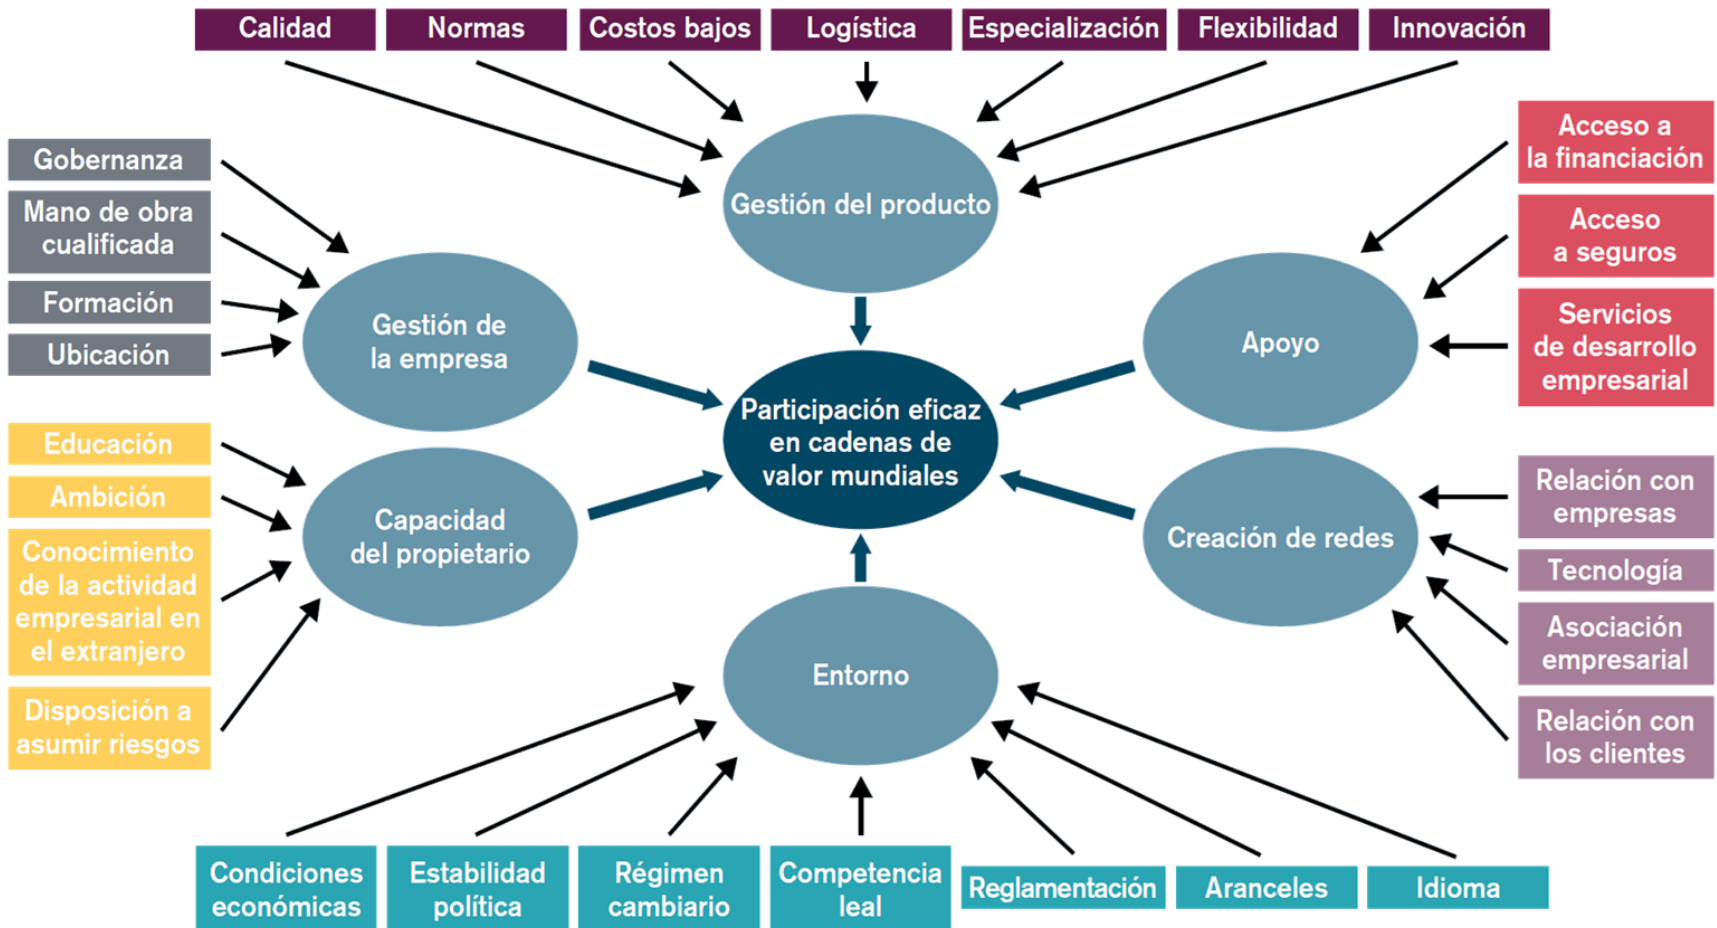 Calidad
Normas
Costos bajos
Logística
Especialización
Flexibilidad
Innovación
Gobernanza
Mano de obra
cualificada
Formación
Ubicación
Gestión del producto
Acceso a
la financiación
Acceso
a seguros
Servicios
de desarrollo
empresarial
Gestión de
la empresa
Apoyo
Participación eficaz
en cadenas de
valor mundiales
Educación
Ambición
Conocimiento
de la actividad
empresarial en
el extranjero
Disposición a
asumir riesgos
Capacidad
del propietario
Creación de redes
Relación con
empresas
Tecnología
Asociación
empresarial
Relación con
los clientes
Entorno
Condiciones
económicas
Estabilidad
política
Régimen
cambiario
Competencia
leal
Reglamentación
Aranceles
Idioma